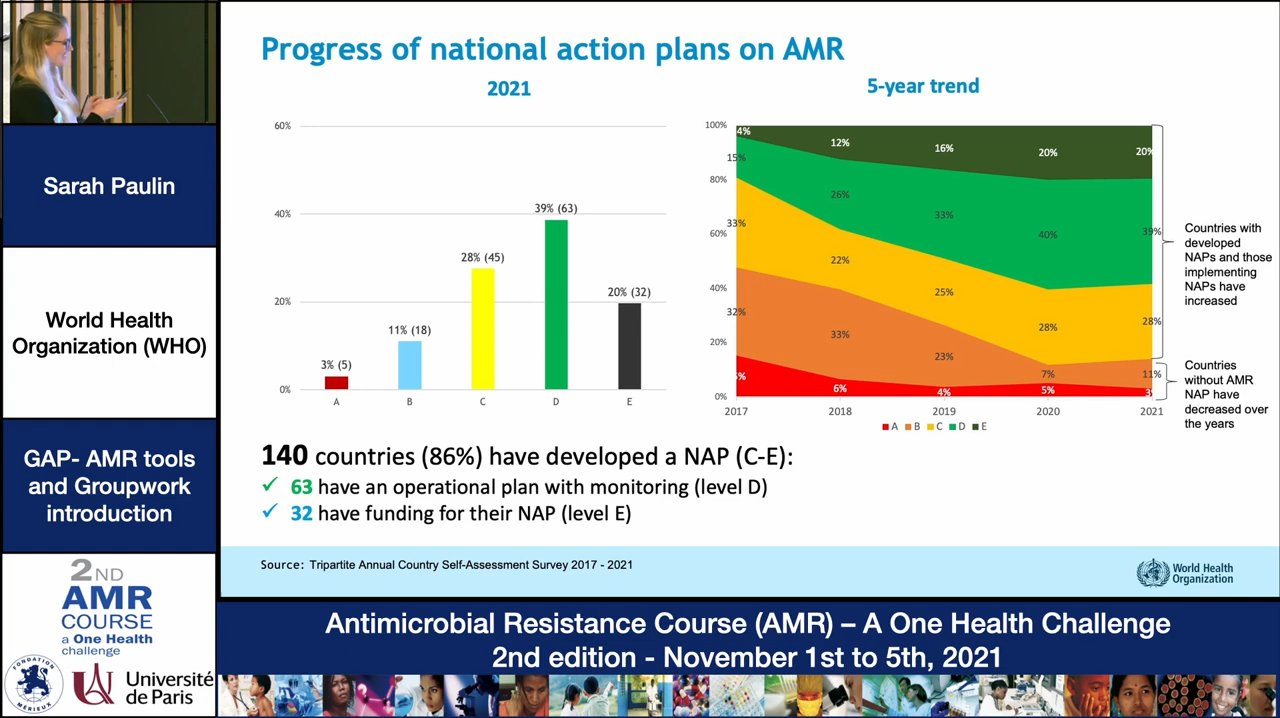 Sarah Paulin
World Health
Organization (WHO)
GAP- AMR tools
and Groupwork
introduction
2ND
AMR
COURSE
a One Health
challenge
FONDATION
MÉRIEUX
Université
de Paris
Progress of national action plans on AMR
2021
60%
40%
20%
0%
3% (5)
11% (18)
28% (45)
39% (63)
20% (32)
A B C D E
5-year trend
100%
80%
60%
40%
20%
0%
4% 12% 16% 20% 20%
15% 26% 33% 40% 39%
33% 22% 25% 28% 28%
32% 33% 23% 7% 11%
6% 4% 5%
2017 2018 2019 2020 2021
A B C D E
Countries with
developed
NAPs and those
implementing
NAPs have
increased
Countries
without AMR
NAP have
decreased over
the years
140 countries (86%) have developed a NAP (C-E):
✓ 63 have an operational plan with monitoring (level D)
✓ 32 have funding for their NAP (level E)
Source: Tripartite Annual Country Self-Assessment Survey 2017 - 2021
World Health
Organization
Antimicrobial Resistance Course (AMR) – A One Health Challenge
2nd edition - November 1st to 5th, 2021